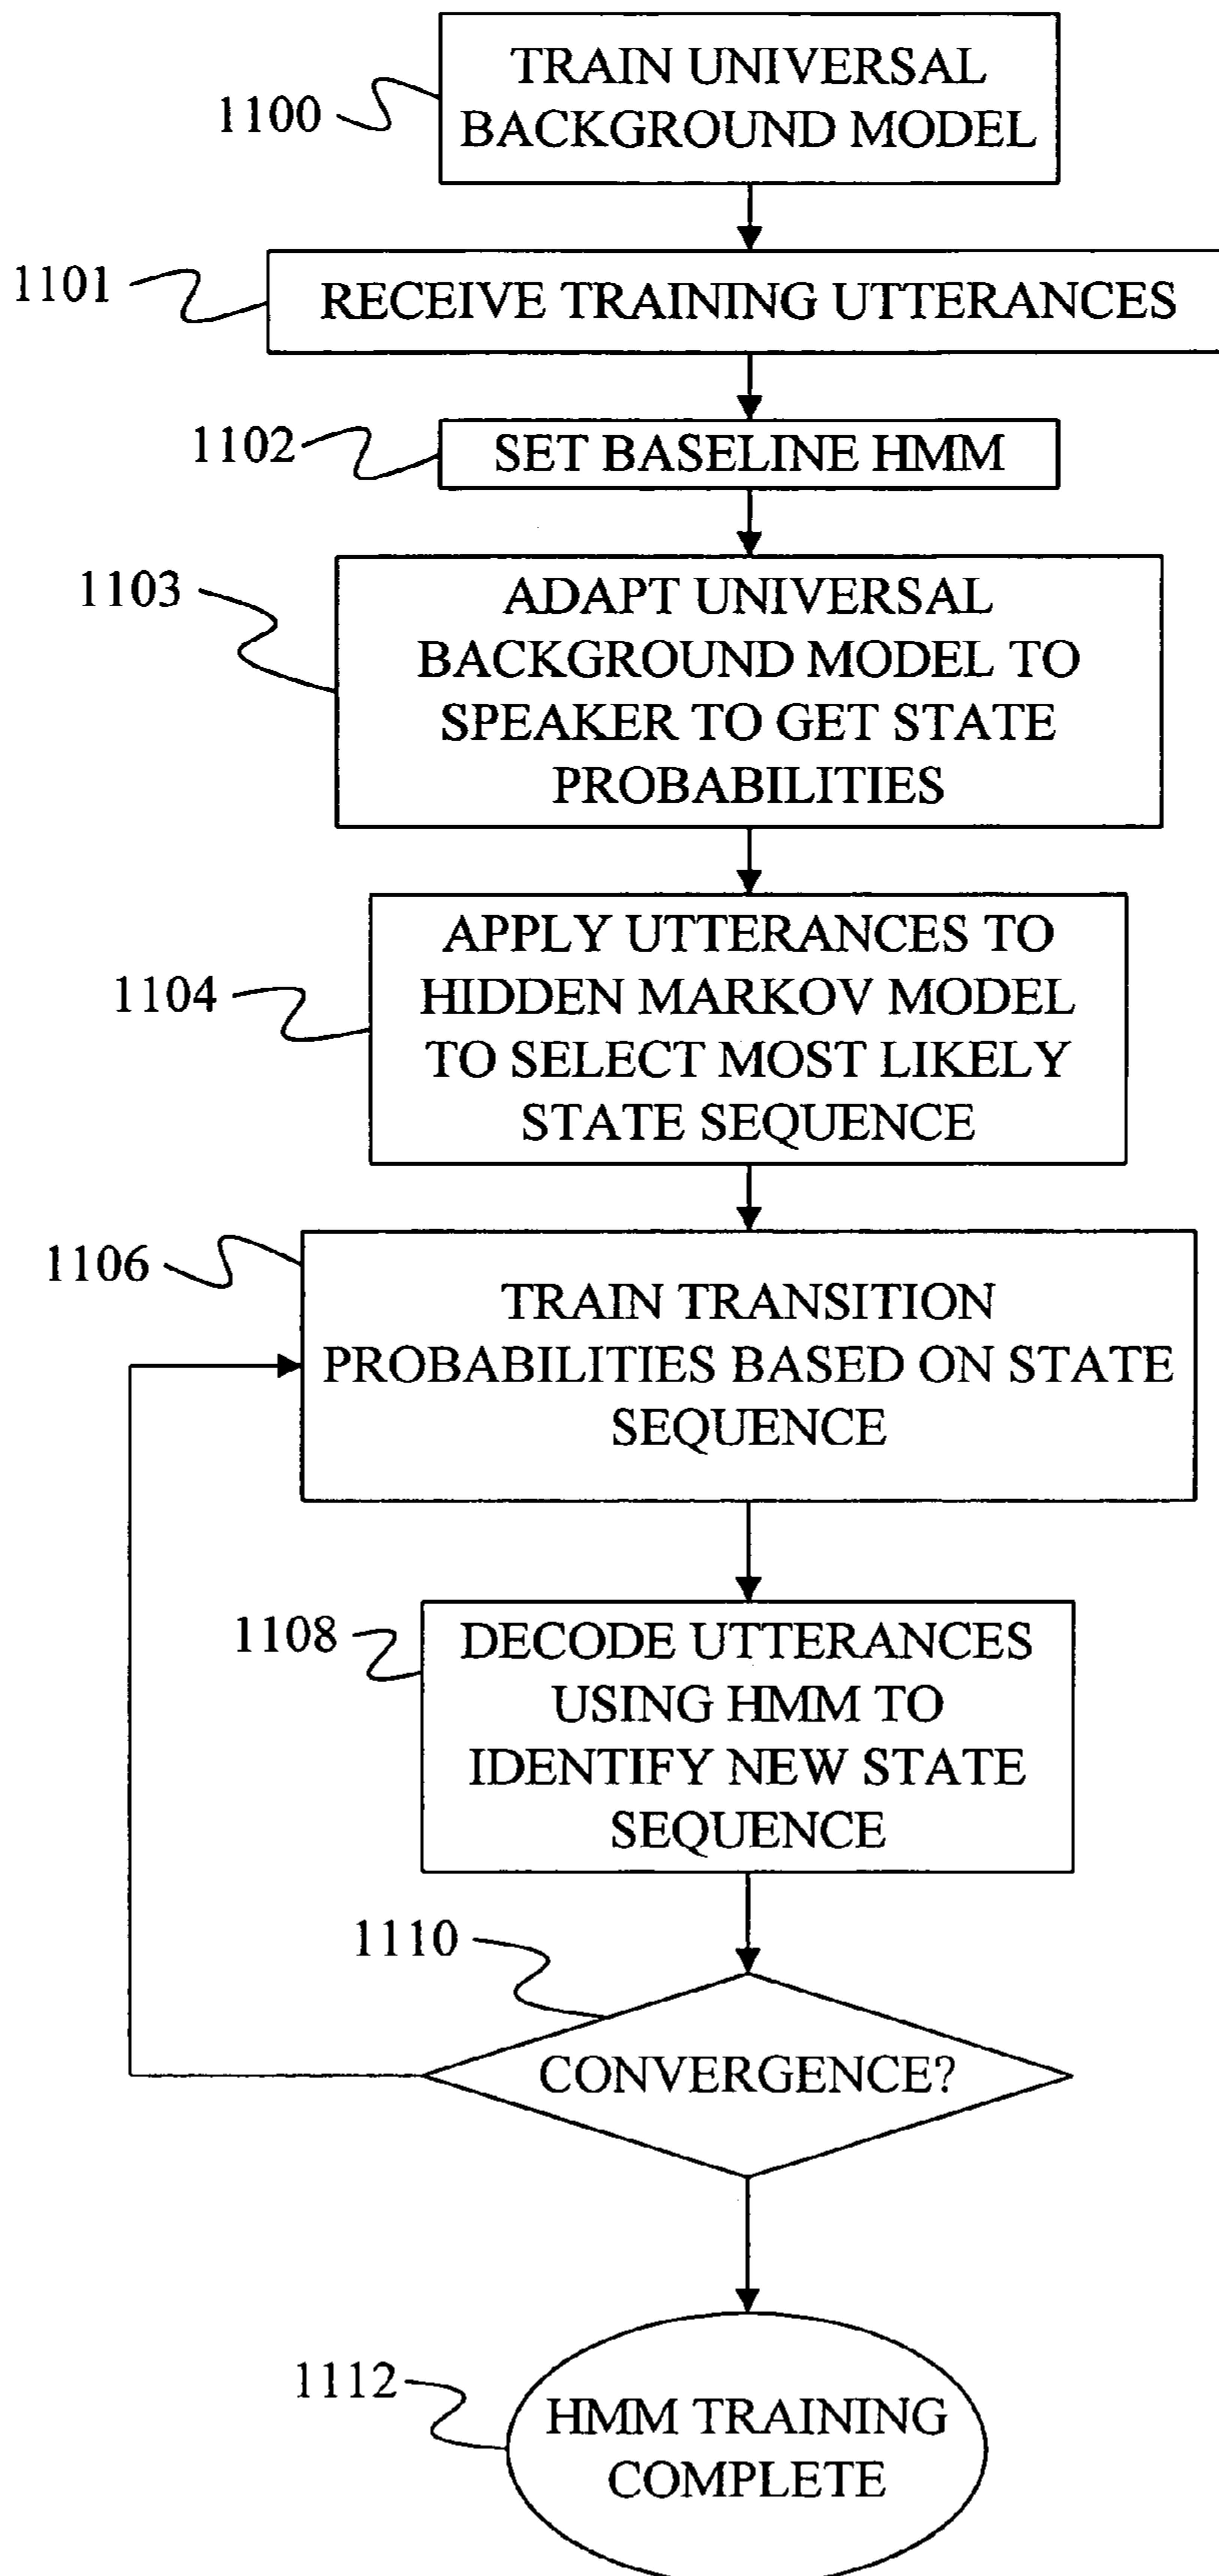 1100
TRAIN UNIVERSAL
BACKGROUND MODEL
1101
RECEIVE TRAINING UTTERANCES
1102
SET BASELINE HMM
1103
ADAPT UNIVERSAL
BACKGROUND MODEL TO
SPEAKER TO GET STATE
PROBABILITIES
1104
APPLY UTTERANCES TO
HIDDEN MARKOV MODEL
TO SELECT MOST LIKELY
STATE SEQUENCE
1106
TRAIN TRANSITION
PROBABILITIES BASED ON STATE
SEQUENCE
1108
DECODE UTTERANCES
USING HMM TO
IDENTIFY NEW STATE
SEQUENCE
1110
CONVERGENCE?
1112
HMM TRAINING
COMPLETE